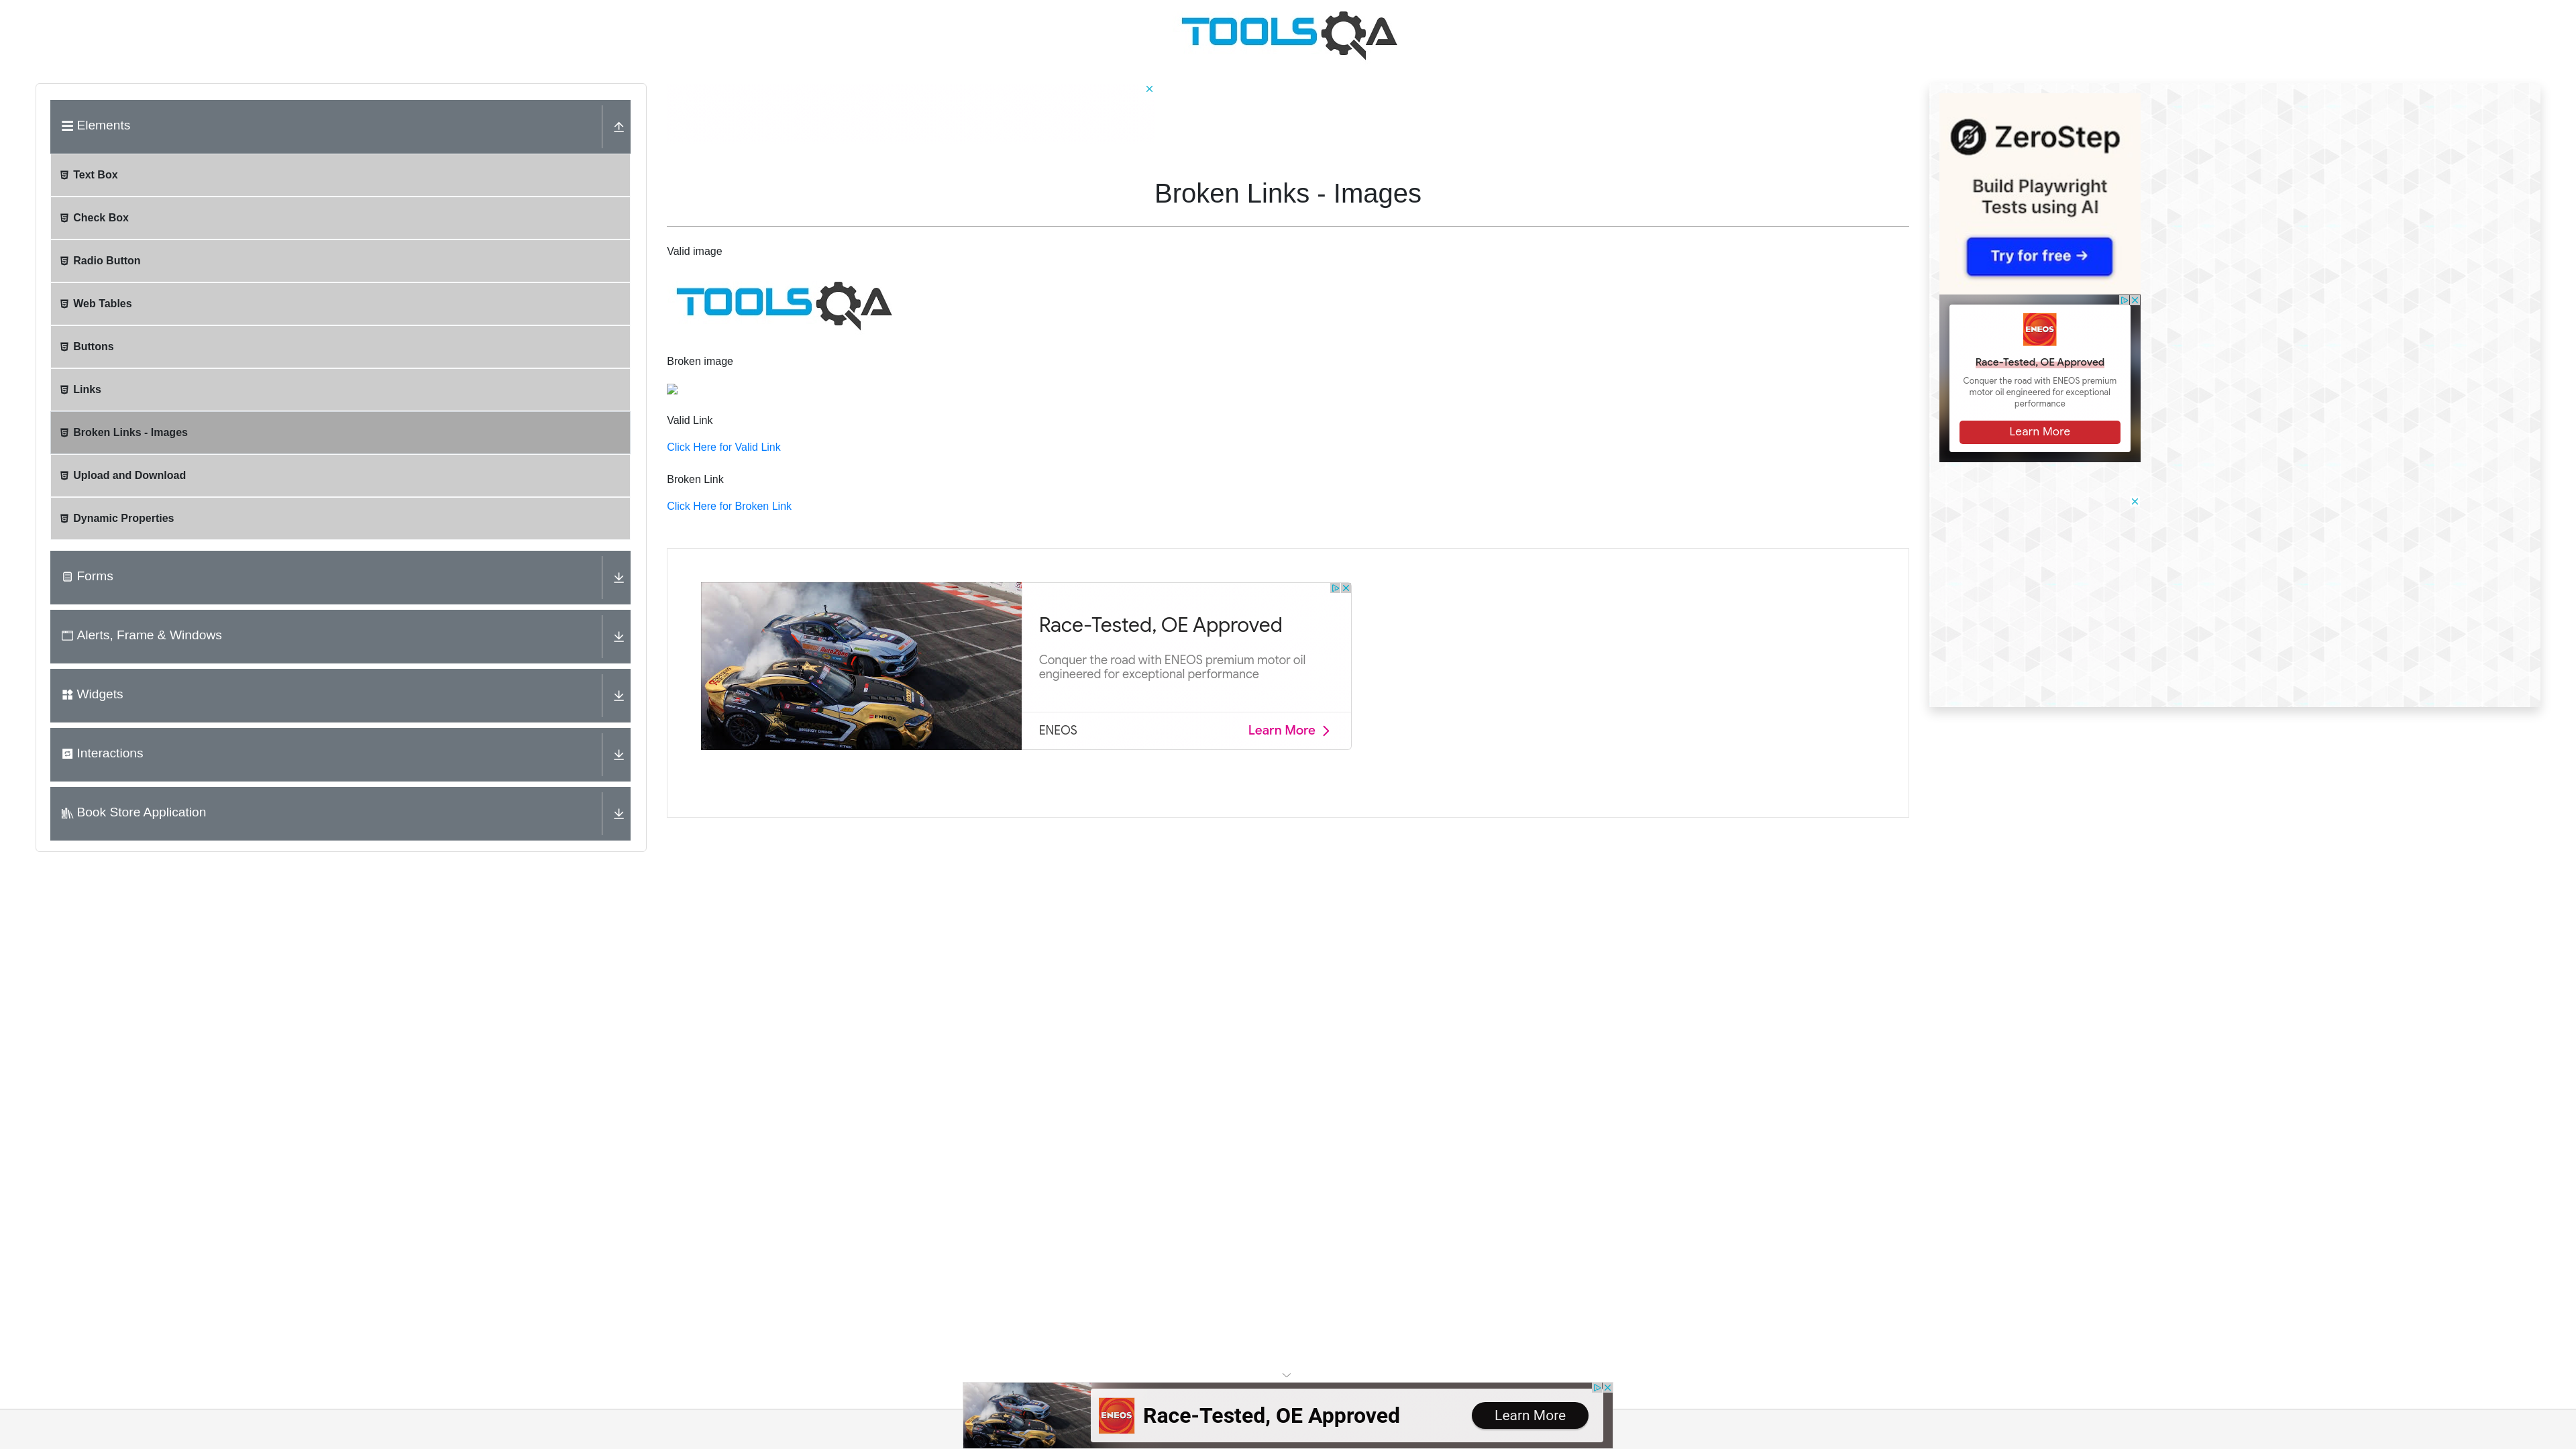 TOOLSQA
Elements
Text Box
Check Box
Radio Button
Web Tables
Buttons
Links
Broken Links - Images
Upload and Download
Dynamic Properties
Forms
Alerts, Frame & Windows
Widgets
Interactions
Book Store Application
Broken Links - Images
Valid image
TOOLSQA
Broken image
Valid Link
Click Here for Valid Link
Broken Link
Click Here for Broken Link
Race-Tested, OE Approved
Conquer the road with ENEOS premium motor oil
engineered for exceptional performance
ENEOS
Learn More
ZeroStep
Build Playwright
Tests using AI
Try for free →
ENEOS
Race-Tested, OE Approved
Conquer the road with ENEOS premium
motor oil engineered for exceptional
performance
Learn More
ENEOS
Race-Tested, OE Approved
Learn More